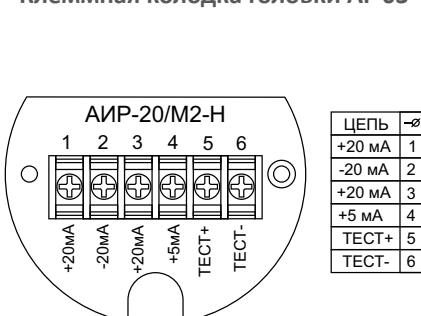 АИР-20/М2-Н
1 2 3 4 5 6
+20мА -20мА +20мА +5мА ТЕСТ+ ТЕСТ-
ЦЕПЬ
+20 мА 1
-20 мА 2
+20 мА 3
+5 мА 4
ТЕСТ+ 5
ТЕСТ- 6